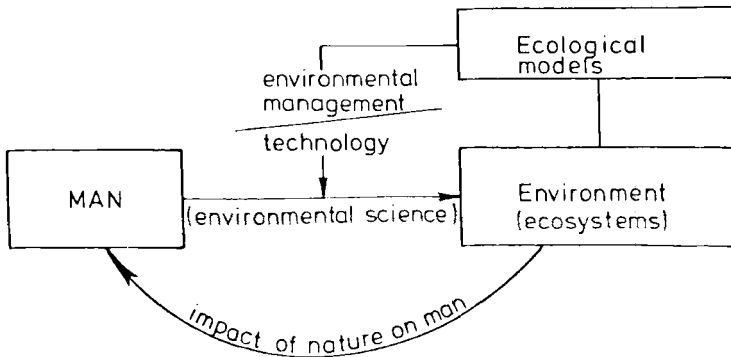 Ecological
models
environmental
management
technology
MAN
(environmental science)
Environment
(ecosystems)
impact of nature on man